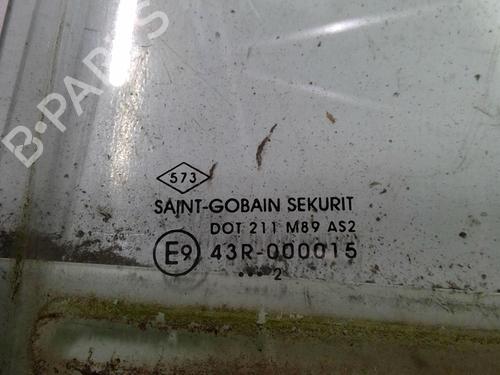 B-PARTS
573
SAINT-GOBAIN SEKURIT
DOT 211 M89 AS2
E9 43R-000015
•••• 2